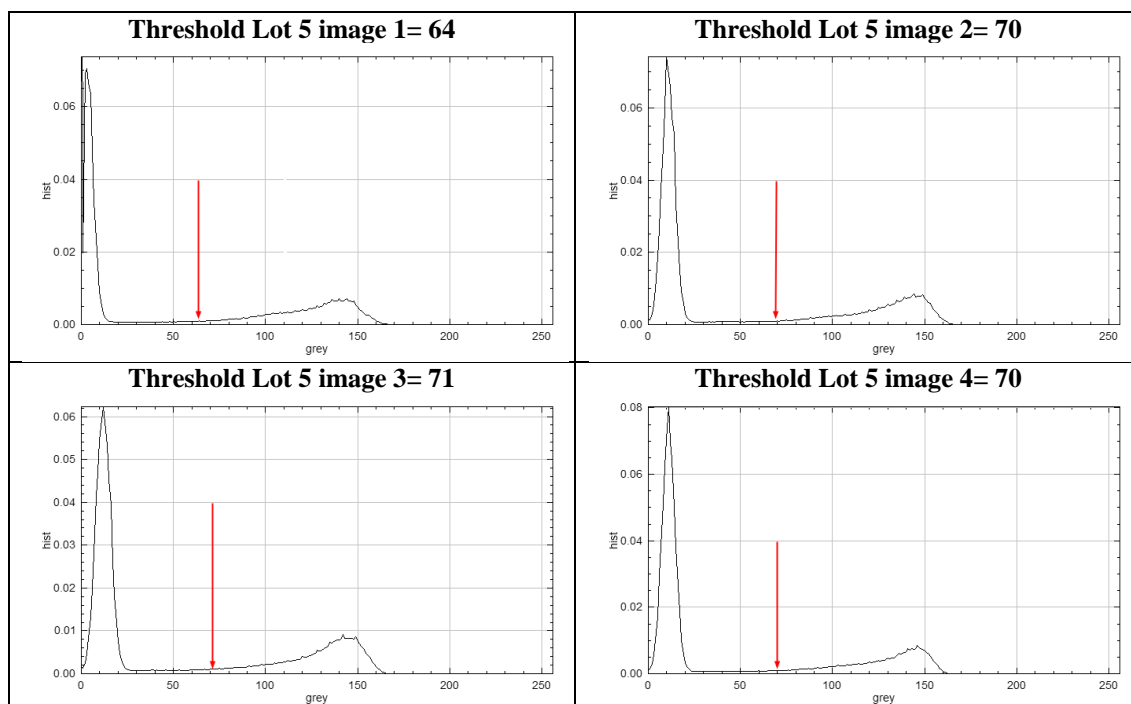 Threshold Lot 5 image 1= 64
0.06
0.04
0.02
0.00
hist
0 50 100 150 200 250
grey
Threshold Lot 5 image 2= 70
0.06
0.04
0.02
0.00
hist
0 50 100 150 200 250
grey
Threshold Lot 5 image 3= 71
0.06
0.05
0.04
0.03
0.02
0.01
0.00
hist
0 50 100 150 200 250
grey
Threshold Lot 5 image 4= 70
0.08
0.06
0.04
0.02
0.00
hist
0 50 100 150 200 250
grey